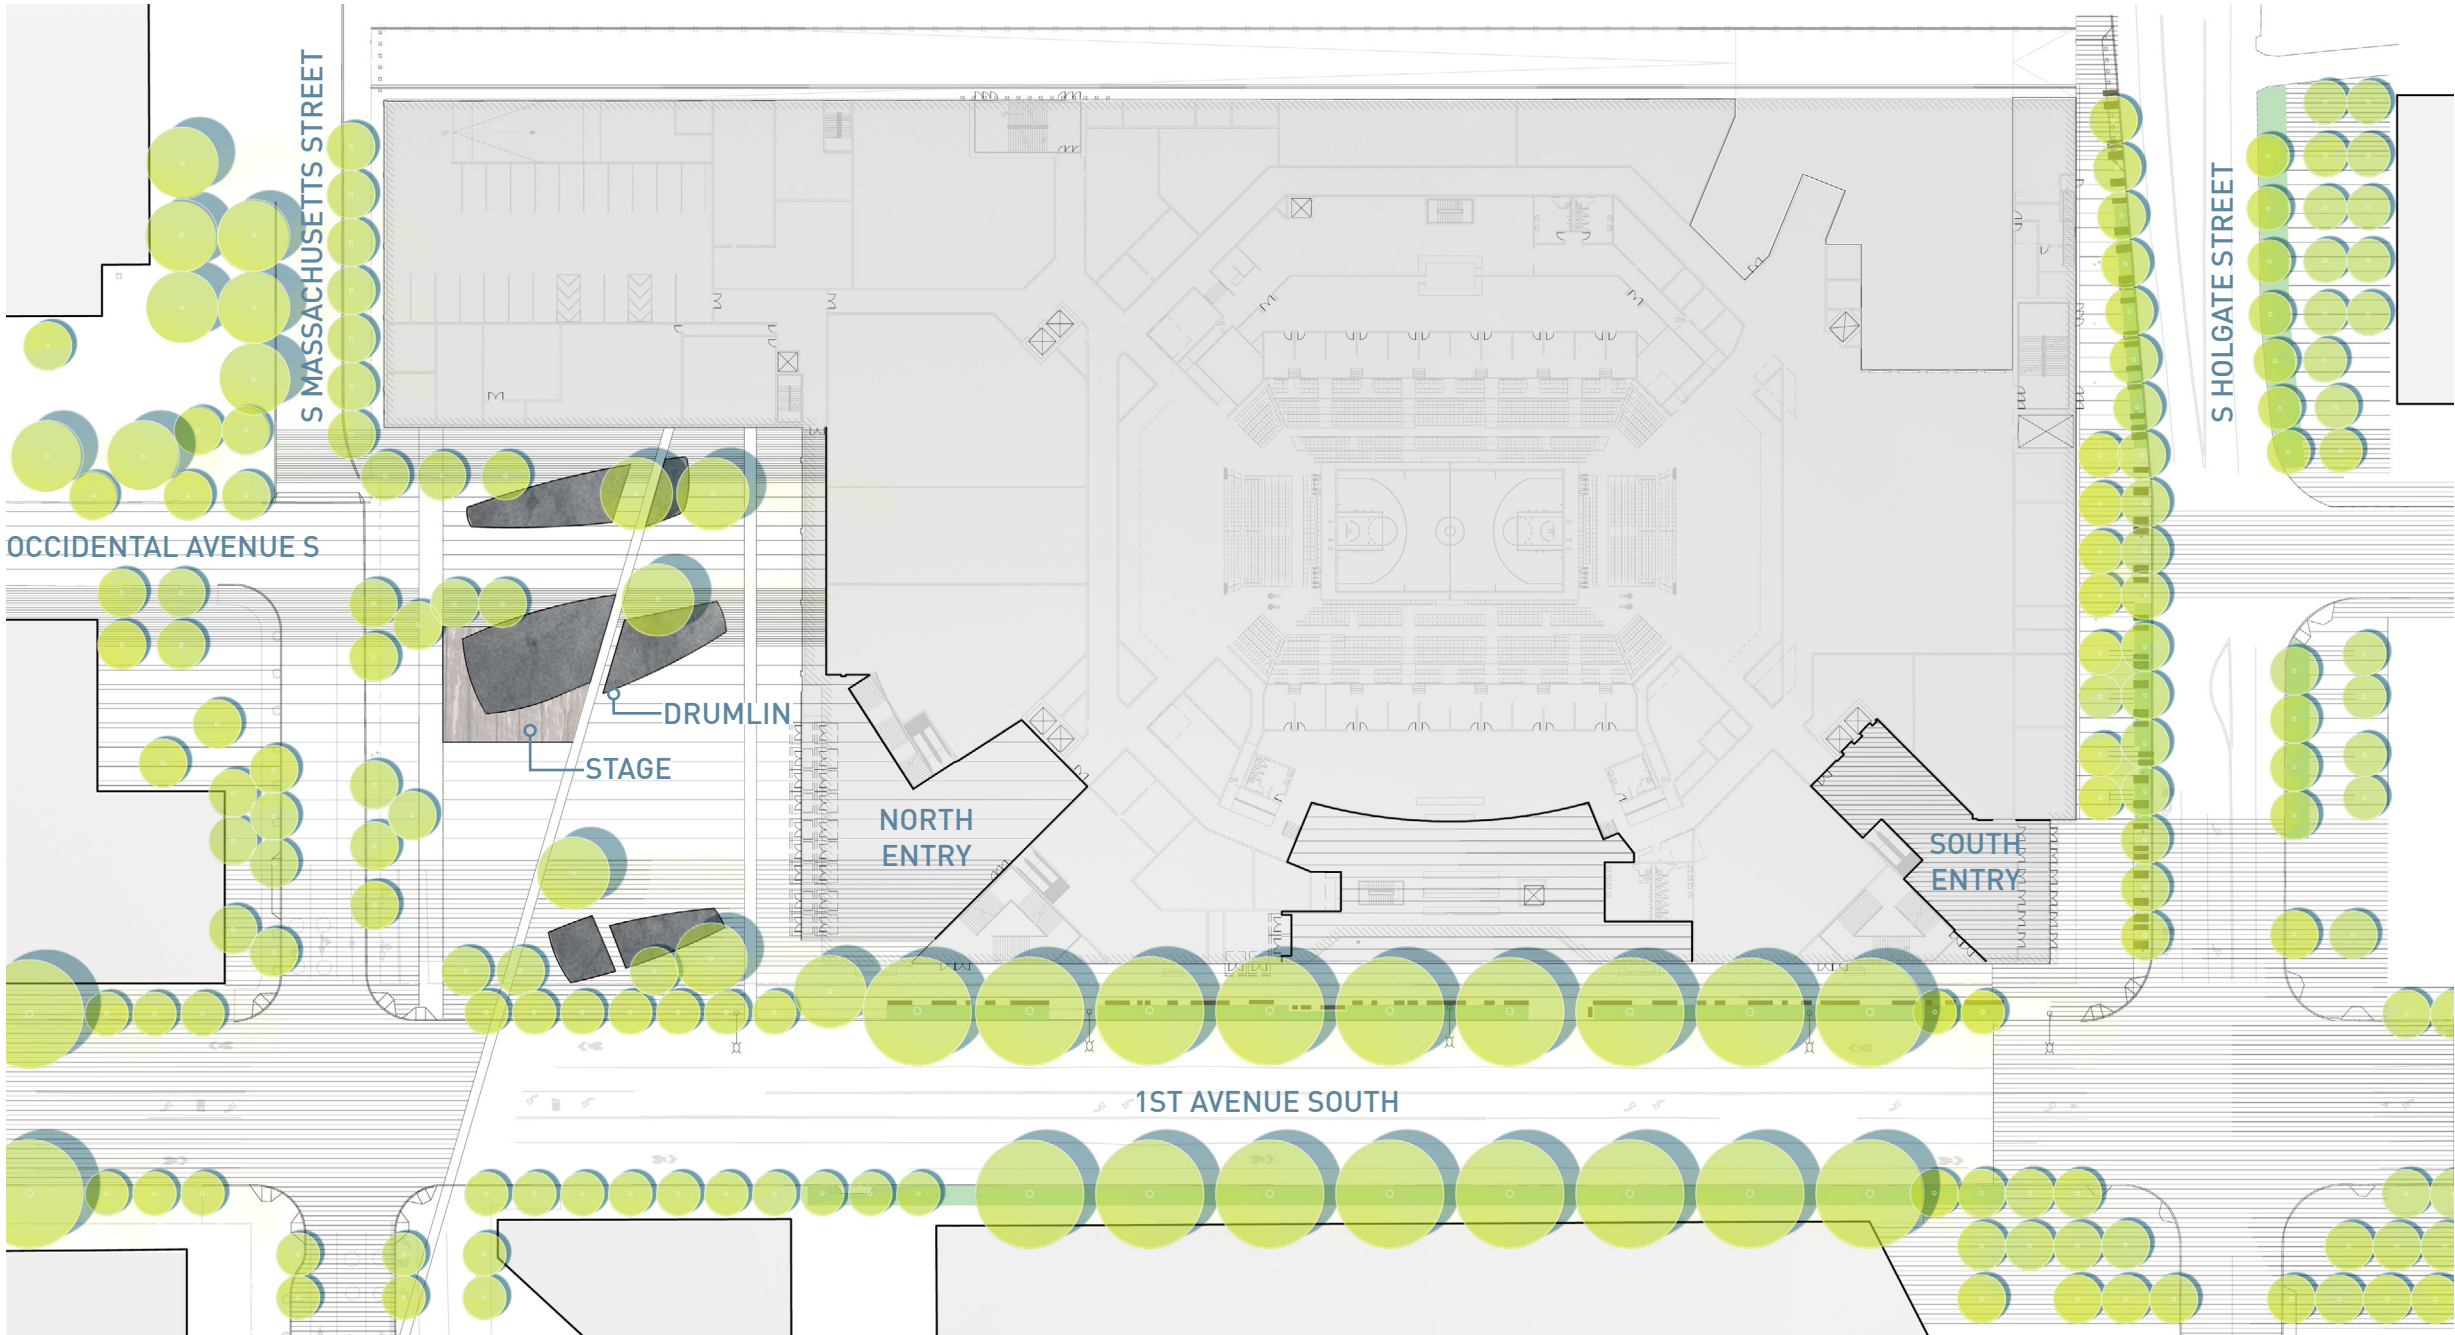 S MASSACHUSETTS STREET
S HOLGATE STREET
OCCIDENTAL AVENUE S
DRUMLIN
STAGE
NORTH
ENTRY
SOUTH
ENTRY
1ST AVENUE SOUTH